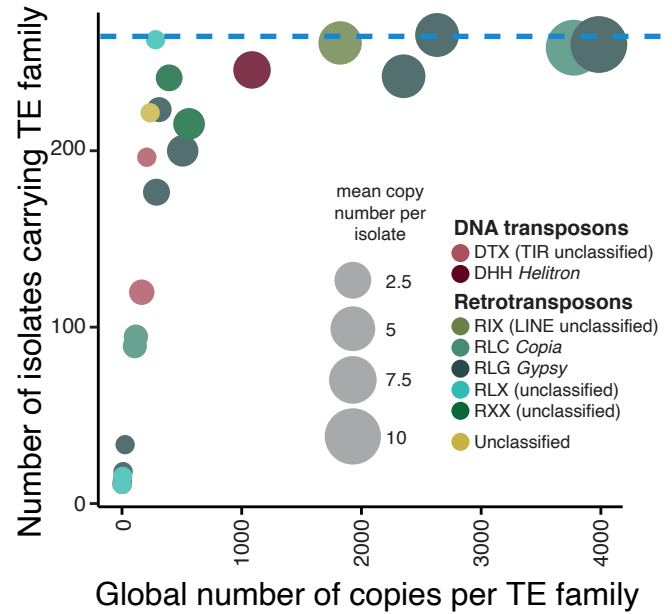 Number of isolates carrying TE family
200
100
0
mean copy
number per
isolate
2.5
5
7.5
10
DNA transposons
DTX (TIR unclassified)
DHH Helitron
Retrotransposons
RIX (LINE unclassified)
RLC Copia
RLG Gypsy
RLX (unclassified)
RXX (unclassified)
Unclassified
0
1000
2000
3000
4000
Global number of copies per TE family